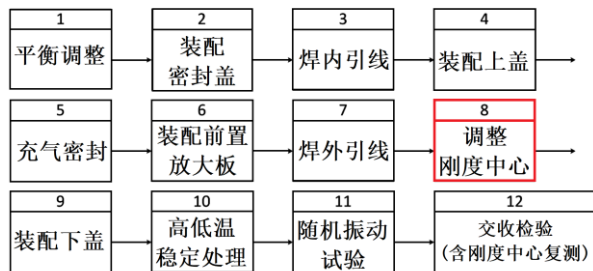 1
平衡调整
2
装配
密封盖
3
焊内引线
4
装配上盖
5
充气密封
6
装配前置
放大板
7
焊外引线
8
调整
刚度中心
9
装配下盖
10
高低温
稳定处理
11
随机振动
试验
12
交收检验
(含刚度中心复测)